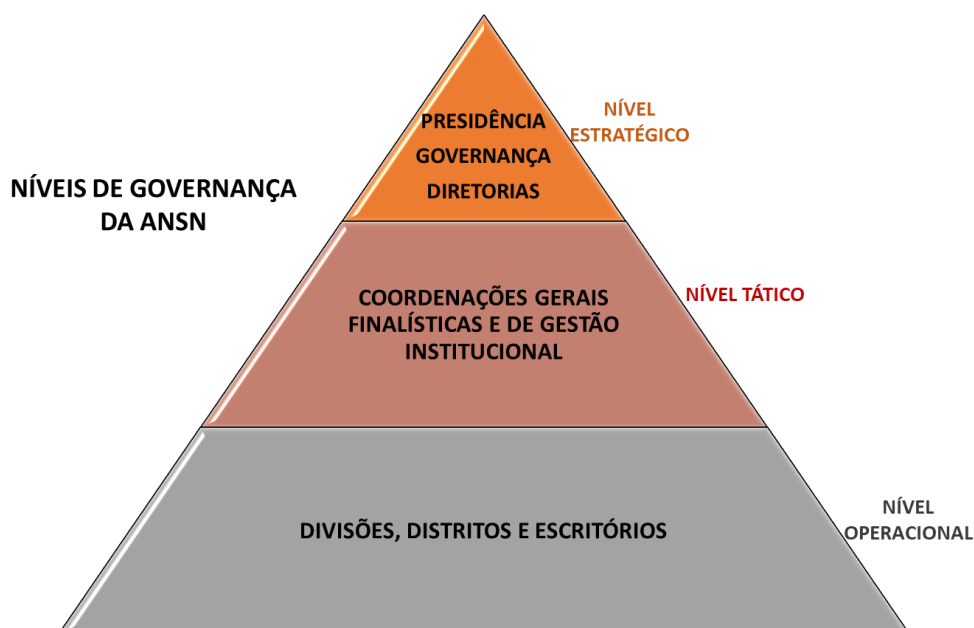 NÍVEIS DE GOVERNANÇA
DA ANSN
PRESIDÊNCIA
GOVERNANÇA
DIRETORIAS
NÍVEL
ESTRATÉGICO
COORDENAÇÕES GERAIS
FINALÍSTICAS E DE GESTÃO
INSTITUCIONAL
NÍVEL TÁTICO
DIVISÕES, DISTRITOS E ESCRITÓRIOS
NÍVEL
OPERACIONAL